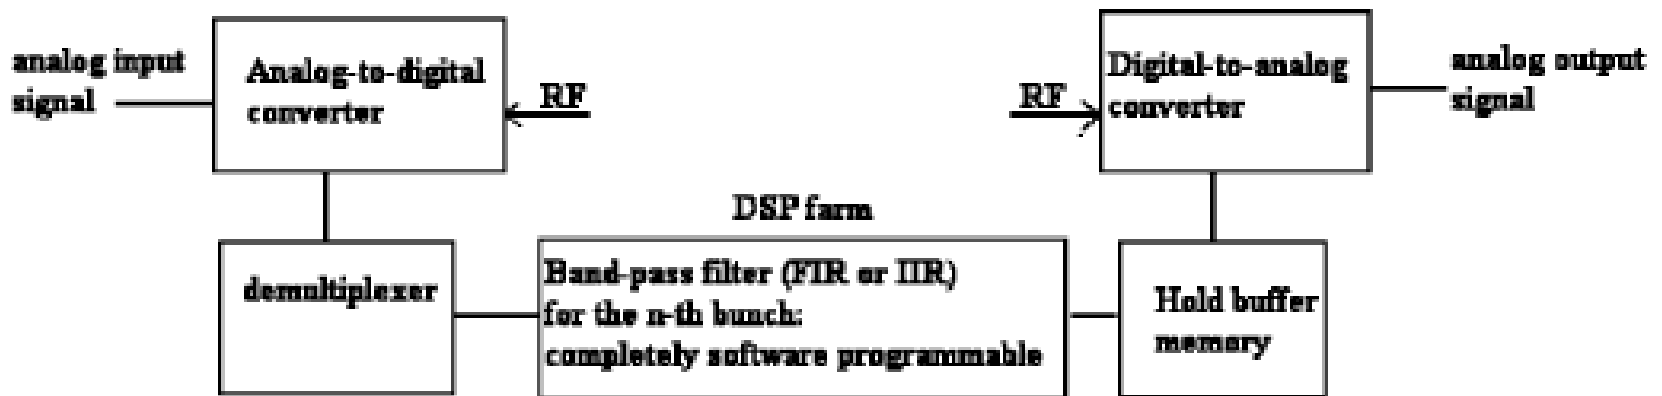 analog input
signal
Analog-to-digital
converter
RF
RF
Digital-to-analog
converter
analog output
signal
DSP farm
demultiplexer
Band-pass filter (FIR or IIR)
for the n-th bunch:
completely software programmable
Hold buffer
memory